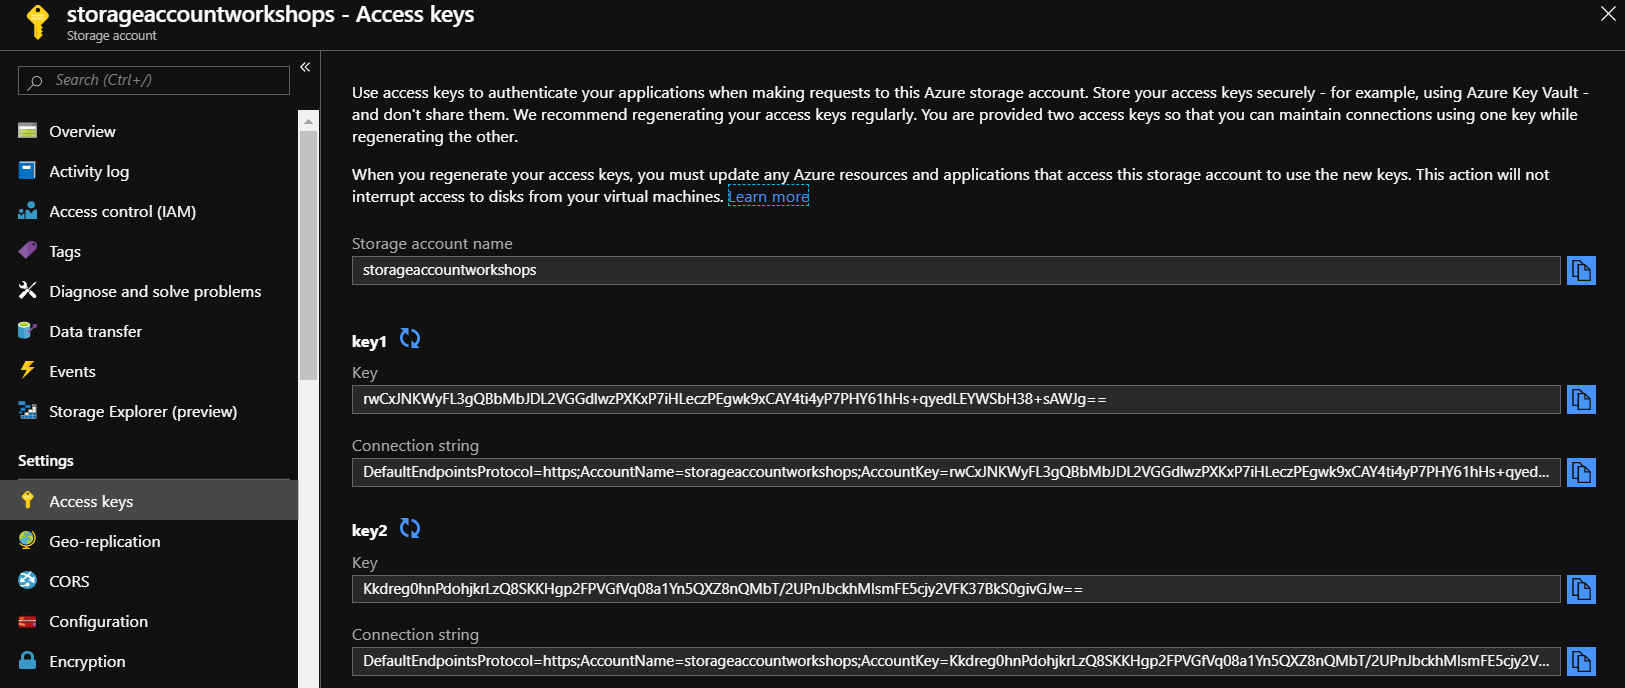 storageaccountworkshops - Access keys
Storage account
Search (Ctrl+/)
Overview
Activity log
Access control (IAM)
Tags
Diagnose and solve problems
Data transfer
Events
Storage Explorer (preview)
Settings
Access keys
Geo-replication
CORS
Configuration
Encryption
Use access keys to authenticate your applications when making requests to this Azure storage account. Store your access keys securely - for example, using Azure Key Vault -
and don't share them. We recommend regenerating your access keys regularly. You are provided two access keys so that you can maintain connections using one key while
regenerating the other.
When you regenerate your access keys, you must update any Azure resources and applications that access this storage account to use the new keys. This action will not
interrupt access to disks from your virtual machines. Learn more
Storage account name
storageaccountworkshops
key1
Key
rwCxJNKWyFL3gQBbMbJDL2VGGdIwzPXKxP7iHLeczPEgwk9xCAY4ti4yP7PHY61hHs+qyedLEYWSbH38+sAWJg==
Connection string
DefaultEndpointsProtocol=https;AccountName=storageaccountworkshops;AccountKey=rwCxJNKWyFL3gQBbMbJDL2VGGdIwzPXKxP7iHLeczPEgwk9xCAY4ti4yP7PHY61hHs+qyed...
key2
Key
Kkdreg0hnPdohjkrLzQ8SKKHgp2FPVGfVq08a1Yn5QXZ8nQMbT/2UPnJbckhMIsmFE5cjy2VFK37BkS0givGJw==
Connection string
DefaultEndpointsProtocol=https;AccountName=storageaccountworkshops;AccountKey=Kkdreg0hnPdohjkrLzQ8SKKHgp2FPVGfVq08a1Yn5QXZ8nQMbT/2UPnJbckhMIsmFE5cjy2V...